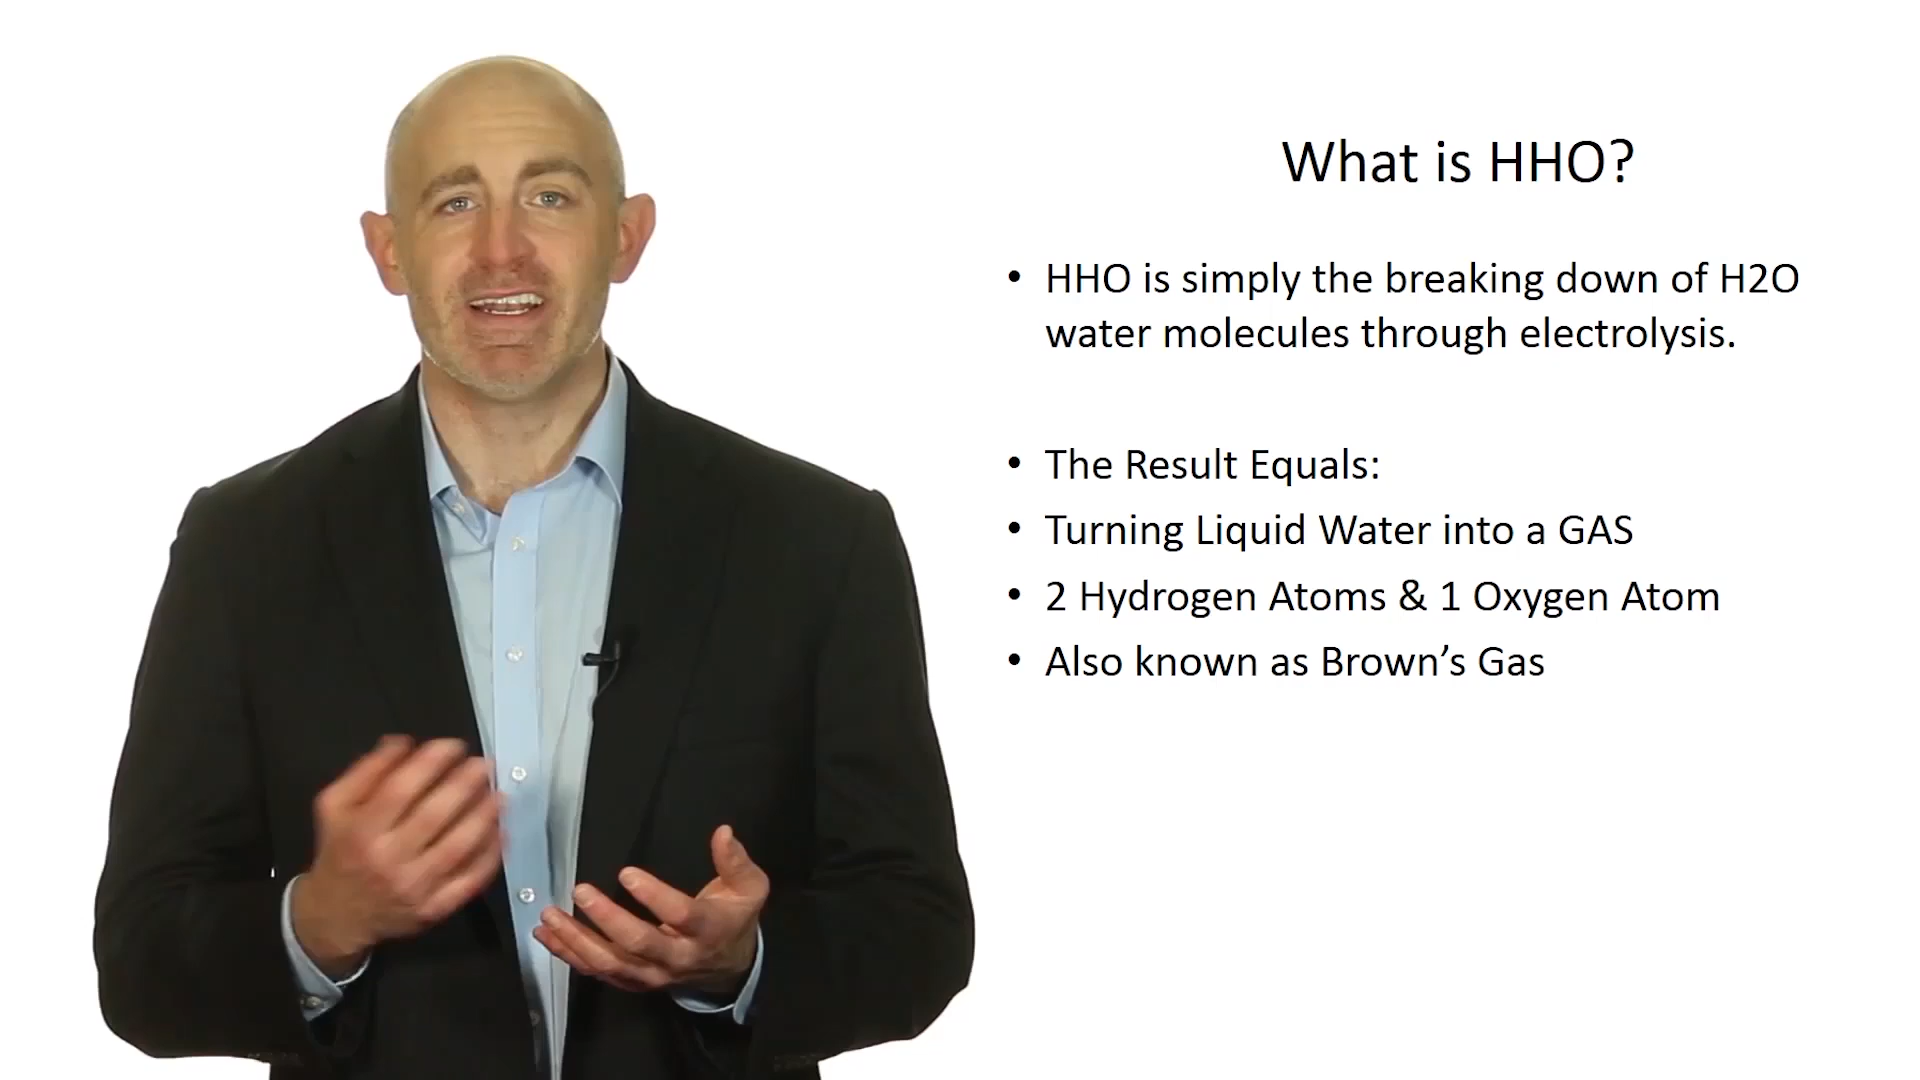 What is HHO?
• HHO is simply the breaking down of H2O
water molecules through electrolysis.
• The Result Equals:
• Turning Liquid Water into a GAS
• 2 Hydrogen Atoms & 1 Oxygen Atom
• Also known as Brown’s Gas